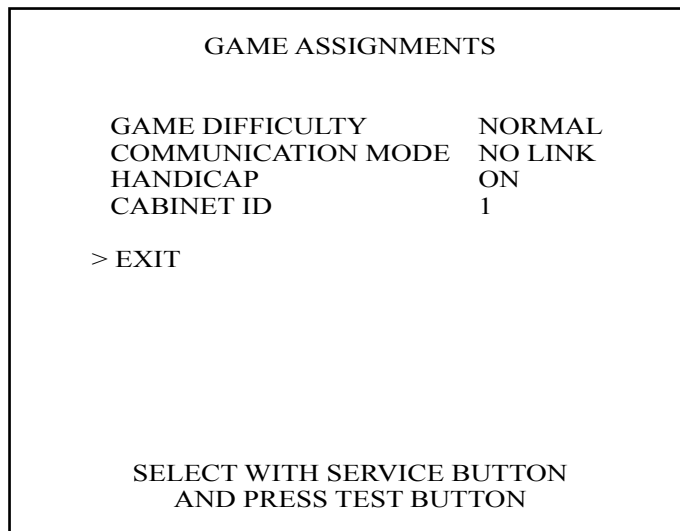 GAME ASSIGNMENTS
GAME DIFFICULTY NORMAL
COMMUNICATION MODE NO LINK
HANDICAP ON
CABINET ID 1
> EXIT
SELECT WITH SERVICE BUTTON
AND PRESS TEST BUTTON